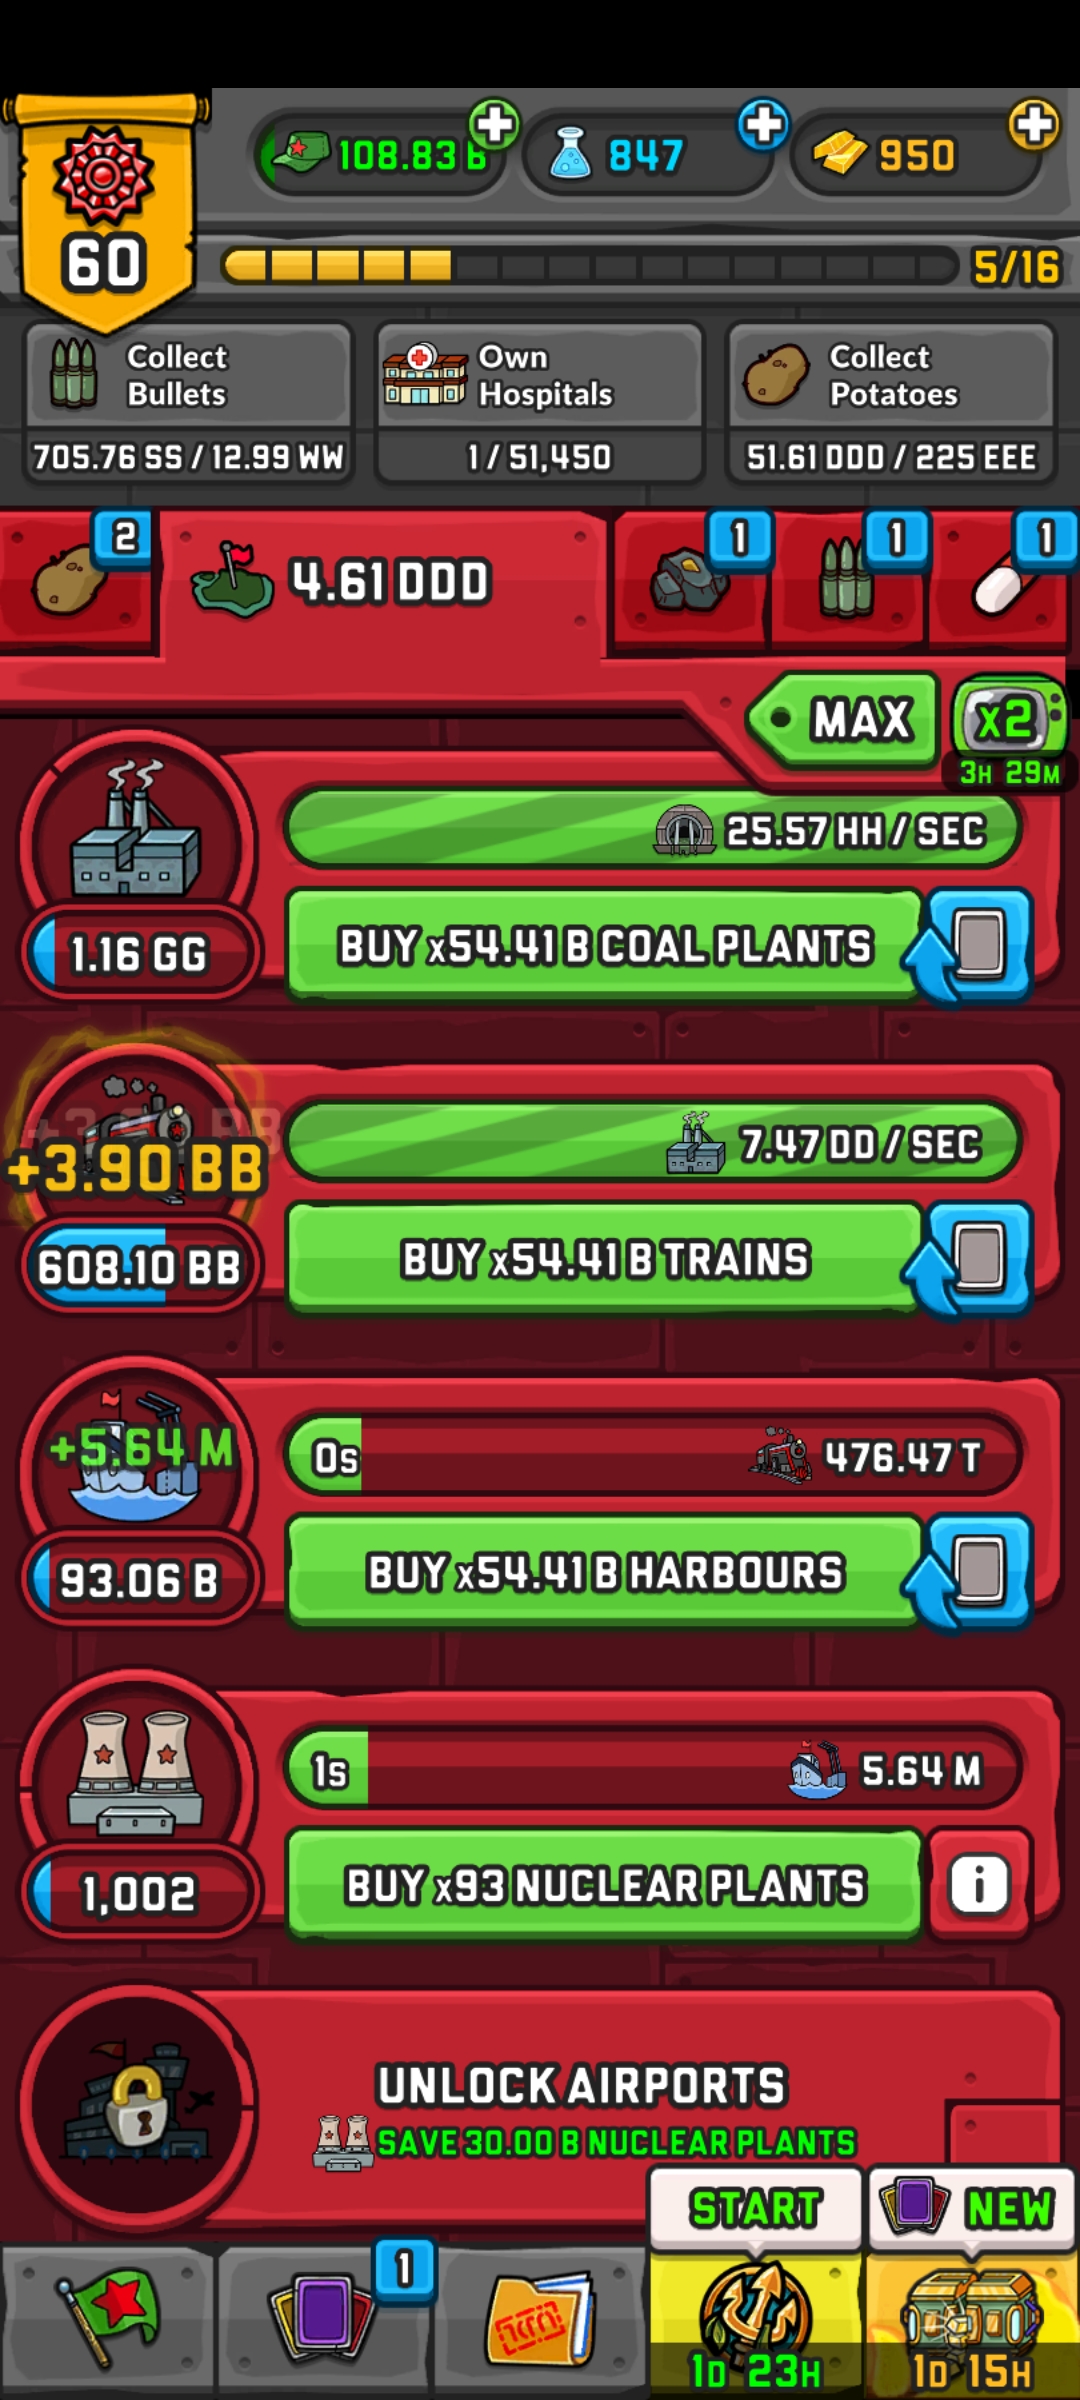 108.83 B
847
950
60
5/16
Collect
Bullets
705.76 SS / 12.99 WW
Own
Hospitals
1 / 51,450
Collect
Potatoes
51.61 DDD / 225 EEE
2
4.61 DDD
1
1
1
MAX
x2
3H 29M
25.57 HH / SEC
1.16 GG
BUY x54.41 B COAL PLANTS
+3.90 BB
7.47 DD / SEC
608.10 BB
BUY x54.41 B TRAINS
+5.64 M
0s
476.47 T
93.06 B
BUY x54.41 B HARBOURS
1s
5.64 M
1,002
BUY x93 NUCLEAR PLANTS
i
UNLOCK AIRPORTS
SAVE 30.00 B NUCLEAR PLANTS
START
NEW
1
1D 23H
1D 15H